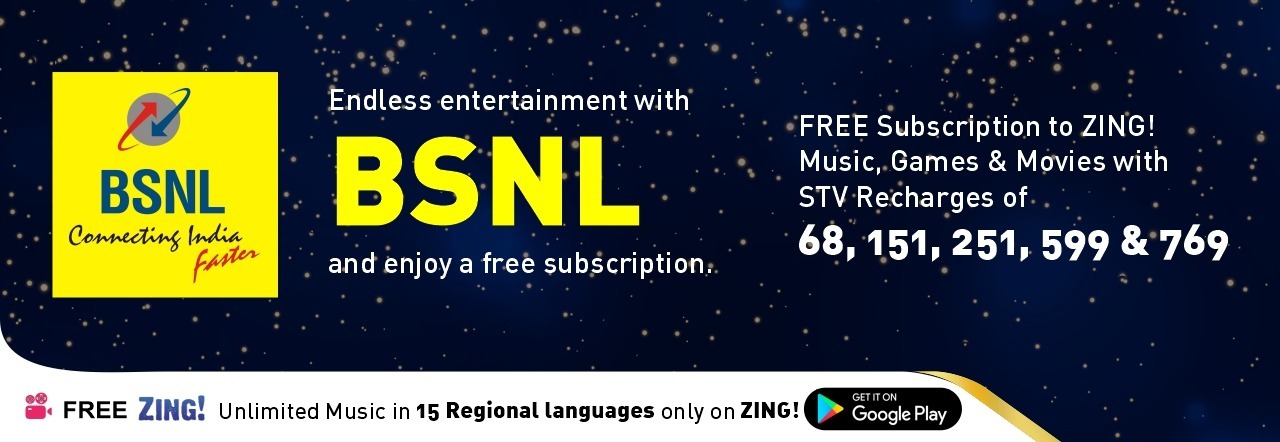 BSNL
Connecting India
Faster
Endless entertainment with
BSNL
and enjoy a free subscription.
FREE Subscription to ZING!
Music, Games & Movies with
STV Recharges of
68, 151, 251, 599 & 769
FREE ZING! Unlimited Music in 15 Regional languages only on ZING!
GET IT ON
Google Play